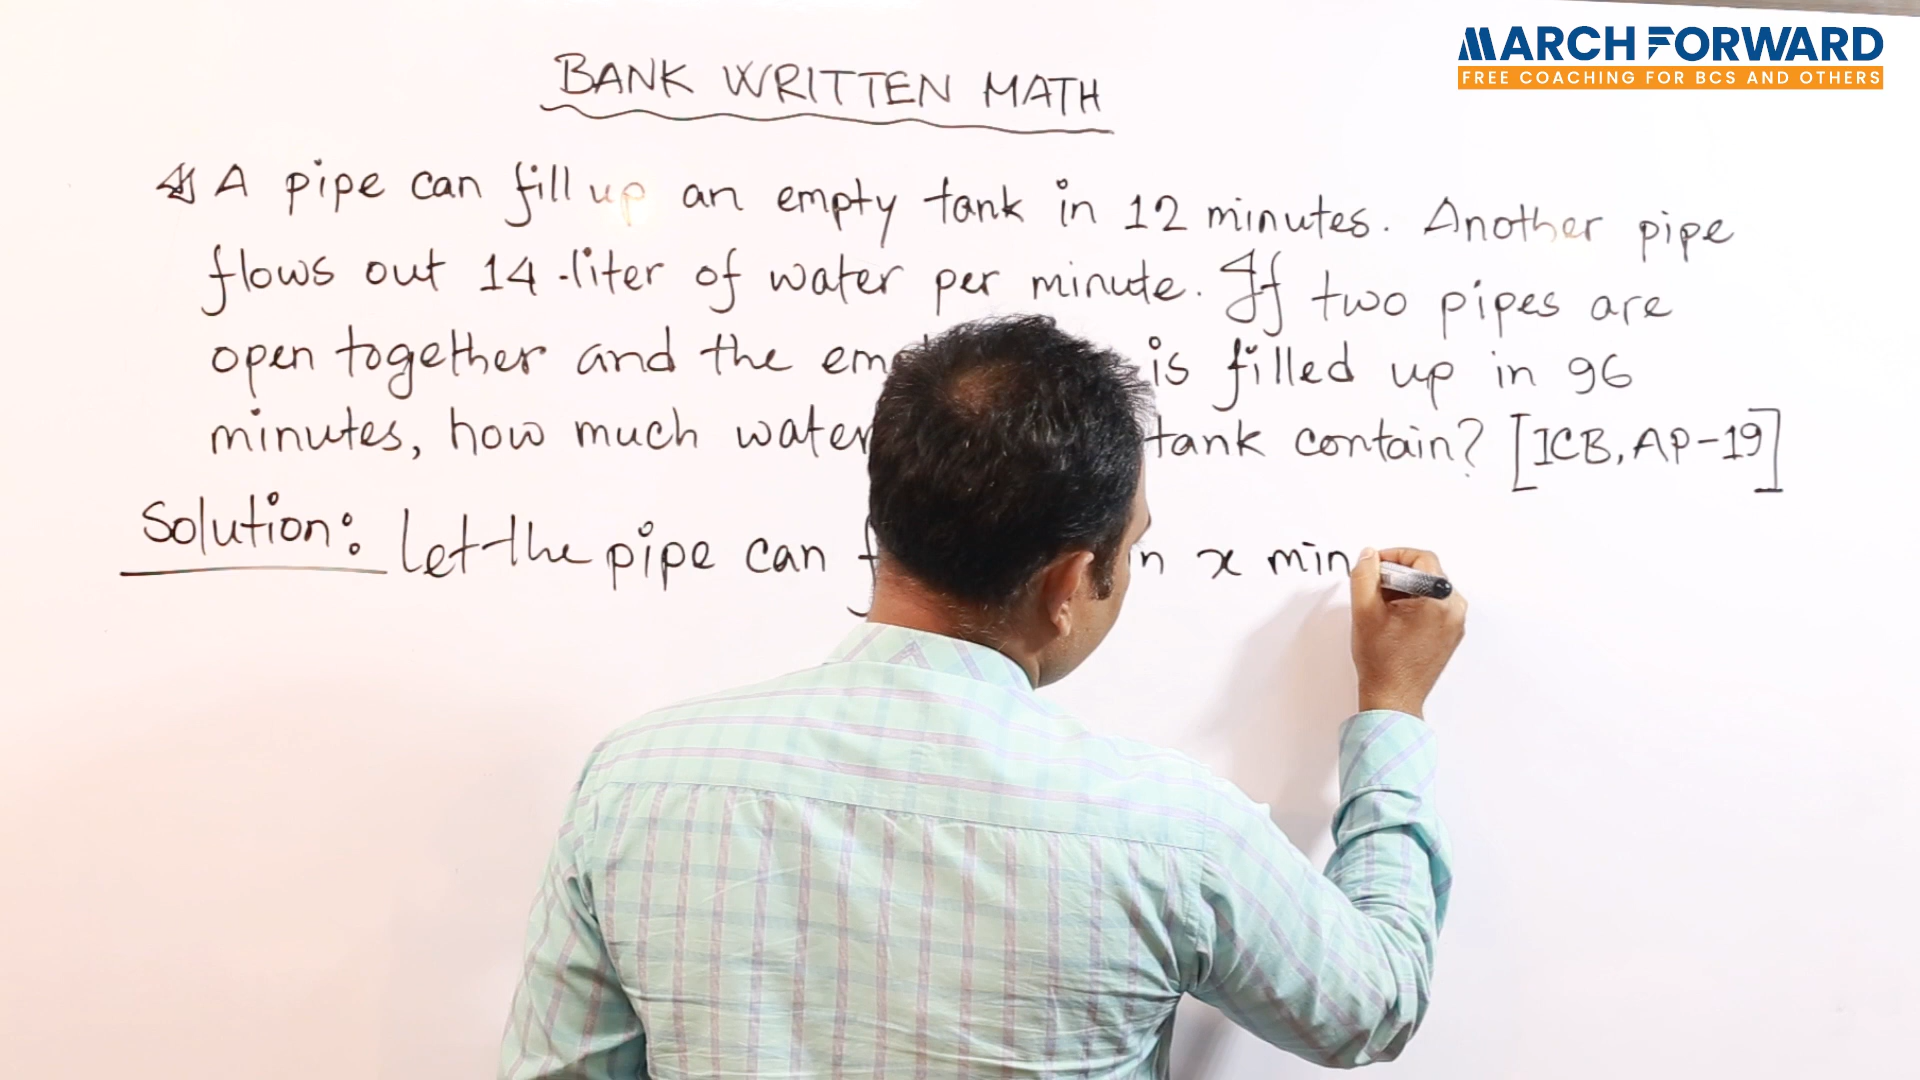 MARCH FORWARD
FREE COACHING FOR BCS AND OTHERS
BANK WRITTEN MATH
A pipe can fill up an empty tank in 12 minutes. Another pipe
flows out 14 liter of water per minute. If two pipes are
open together and the is filled up in 96
minutes, how much water tank contain? [ICB, AP-19]
Solution: Let the pipe can x min